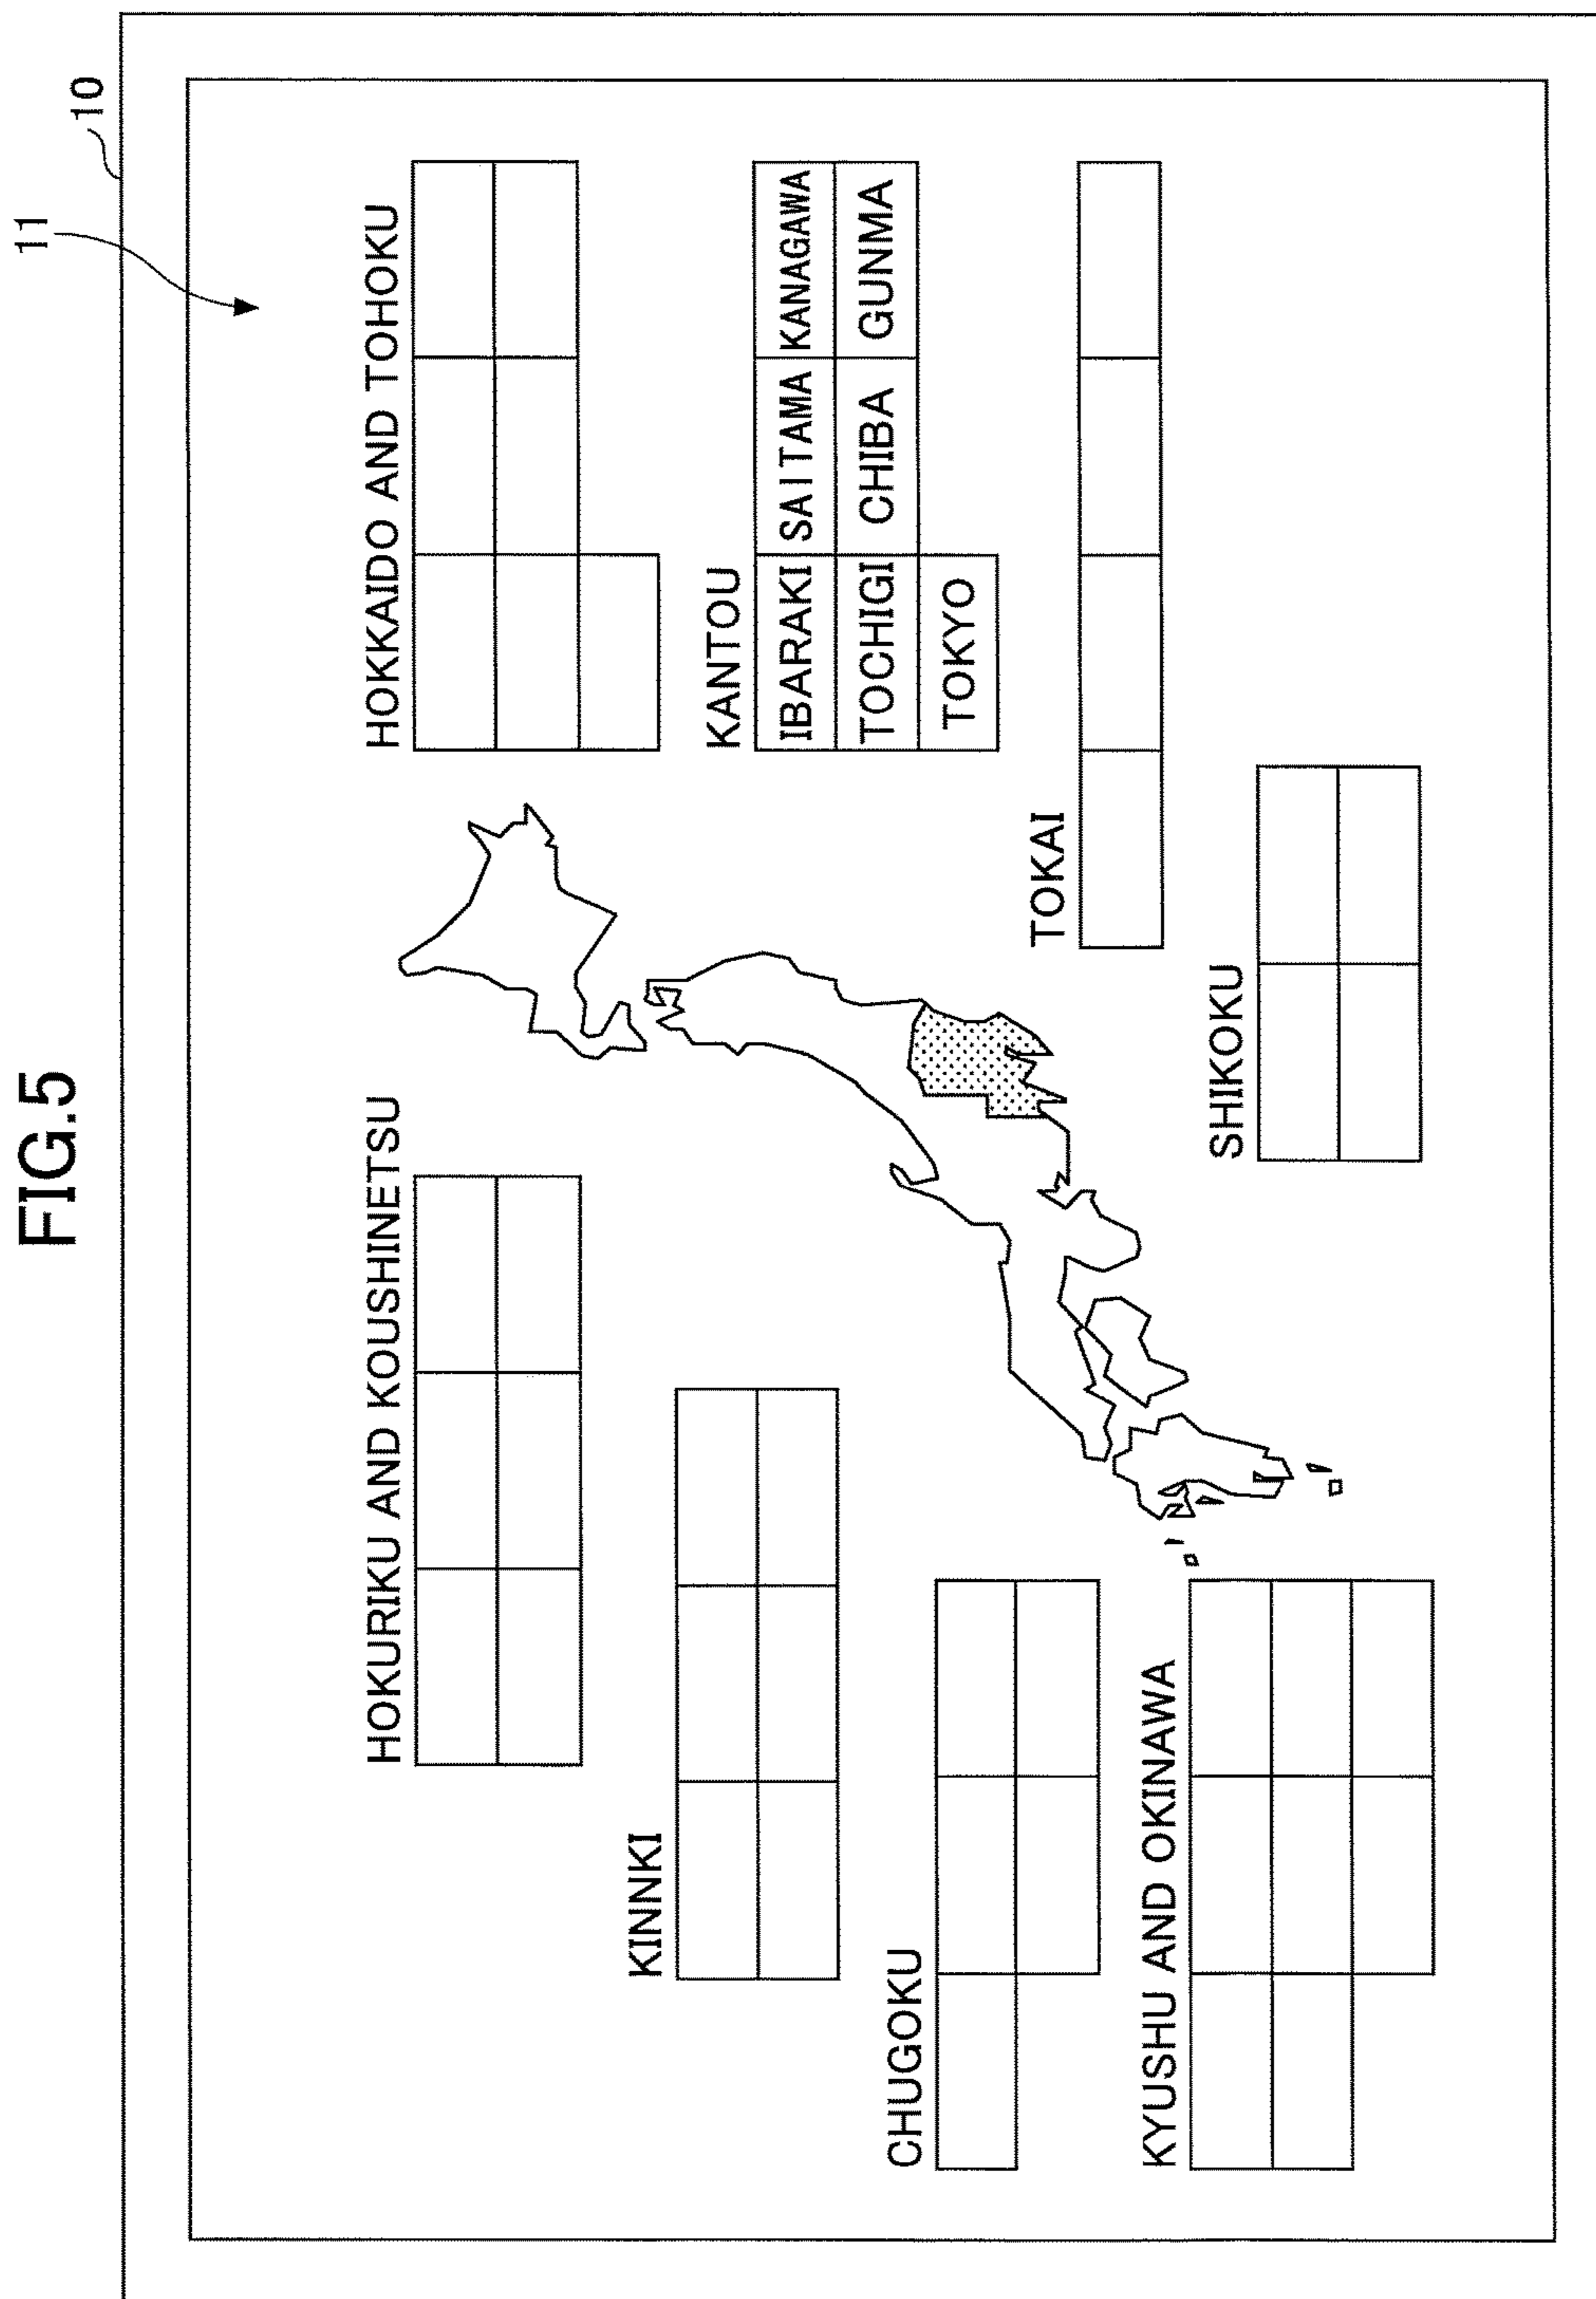 FIG.5
10
11
HOKURIKU AND KOUSHINETSU
HOKKAIDO AND TOHOKU
KINNKI
KANTOU
IBARAKI SAITAMA KANAGAWA
TOCHIGI CHIBA GUNMA
TOKYO
CHUGOKU
TOKAI
KYUSHU AND OKINAWA
SHIKOKU